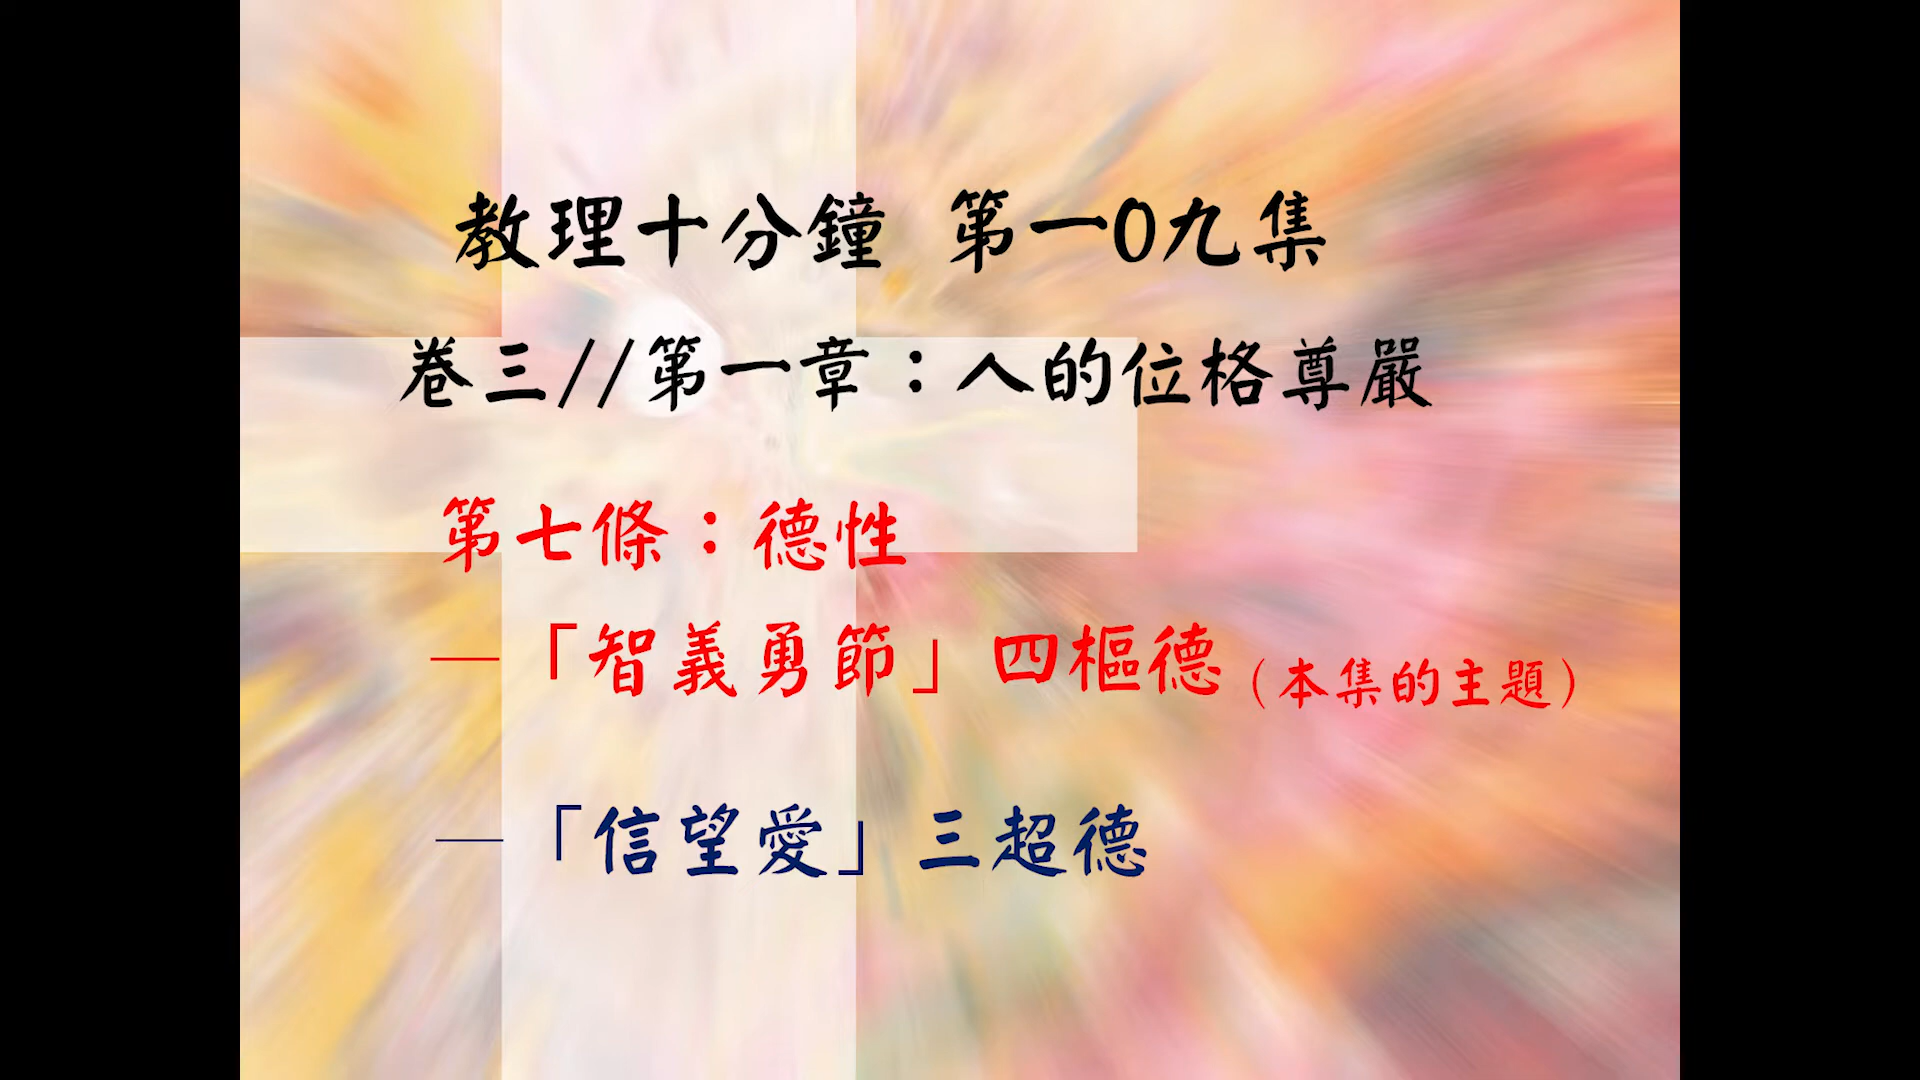 教理十分鐘 第一0九集
卷三//第一章：人的位格尊嚴
第七條：德性
—「智義勇節」四樞德（本集的主題）
—「信望愛」三超德